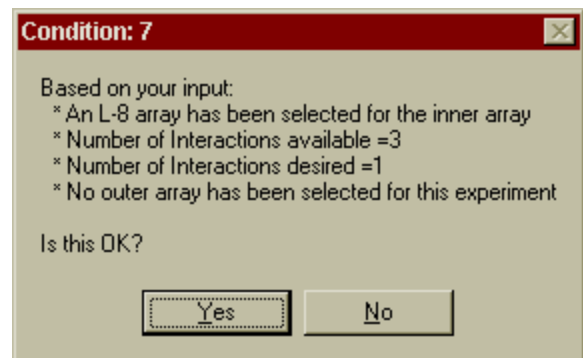 Condition: 7
Based on your input:
* An L-8 array has been selected for the inner array
* Number of Interactions available =3
* Number of Interactions desired =1
* No outer array has been selected for this experiment
Is this OK?
Yes
No